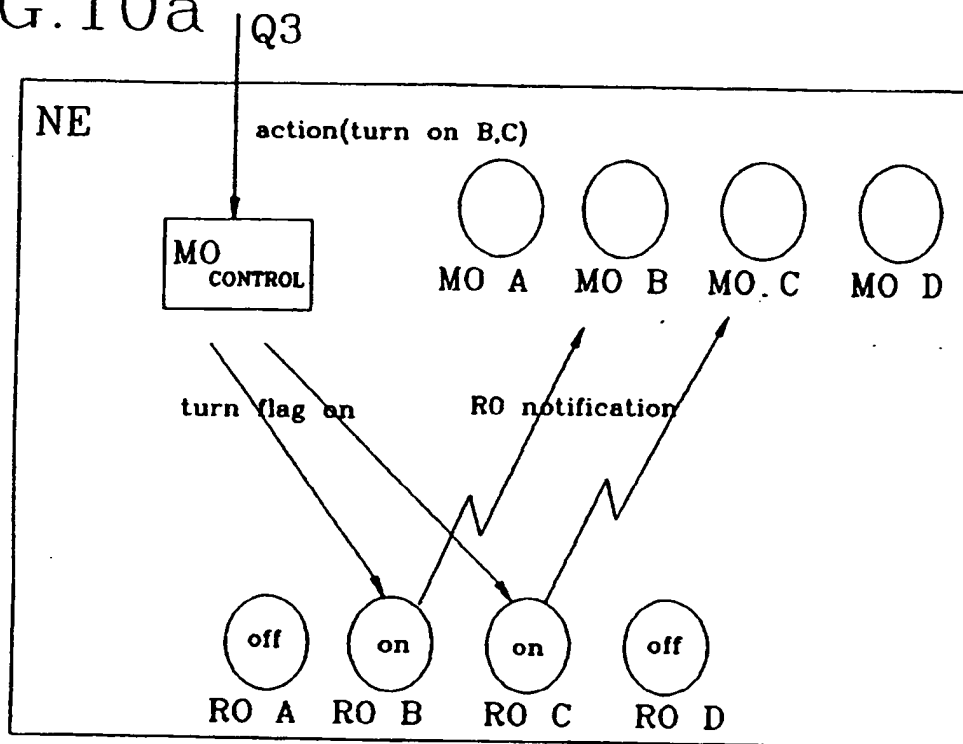 G.10a
Q3
NE
action(turn on B,C)
MO CONTROL
MO A MO B MO. C MO D
turn flag on RO notification
off on on off
RO A RO B RO C RO D